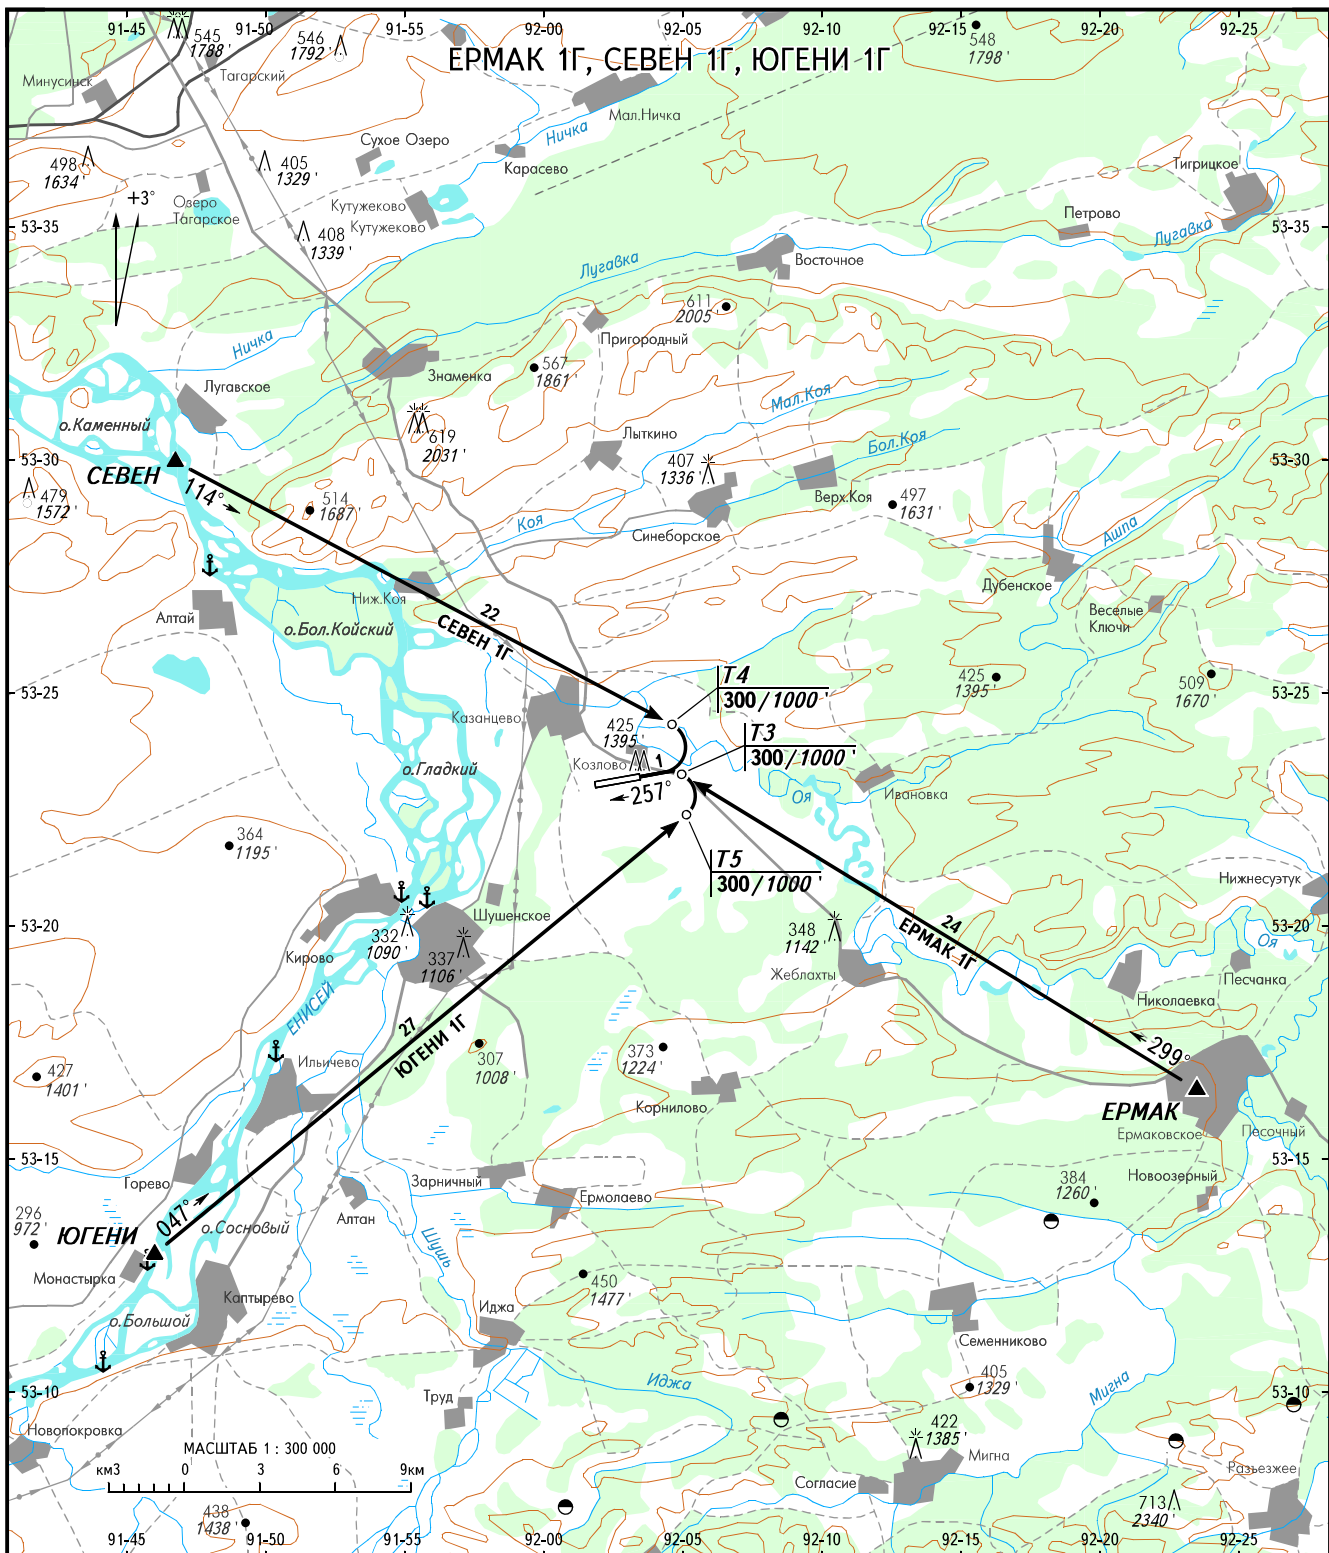 91-45
91-50
91-55
92-00
92-05
92-10
92-15
92-20
92-25
ЕРМАК 1Г, СЕВЕН 1Г, ЮГЕНИ 1Г
545
1788 '
546
1792 '
548
1798 '
Минусинск
Тагарский
Мал.Ничка
Ничка
Сухое Озеро
Карасево
498
1634 '
405
1329 '
Тигрицкое
+3°
Озеро
Тагарское
Кутужеково
Кутужеково
Петрово
53-35
53-35
408
1339
Лугавка
Лугавка
Восточное
611
2005 '
Ничка
Пригородный
567
1861 '
Знаменка
Лугавское
Мал.Коя
о.Каменный
619
2031 '
Лыткино
Бол.Коя
53-30
53-30
СЕВЕН
407
1336 '
479
1572 '
114°
514
1687 '
Верх.Коя
497
1631 '
Коя
Синеборское
Ашпа
Дубенское
Ниж.Коя
Алтай
о.Бол.Койский
22
СЕВЕН 1Г
Веселые
Ключи
Т4
300/1000 '
425
1395 '
509
1670 '
53-25
53-25
Казанцево
425
1395 '
Т3
300/1000 '
1
Козлово
о.Гладкий
257°
Оя
Ивановка
364
1195 '
Т5
300/1000 '
Нижнесуэтук
Шушенское
53-20
53-20
332
1090 '
337
1106 '
348
1142 '
24
ЕРМАК 1Г
Кирово
Оя
Жеблахты
Песчанка
Николаевка
ЕНИСЕЙ
27
ЮГЕНИ 1Г
299°
Ильичево
307
1008 '
373
1224 '
427
1401 '
Корнилово
ЕРМАК
Ермаковское
Песочный
53-15
53-15
Горево
Зарничный
Ермолаево
384
1260 '
Новоозерный
296
972 '
047°
ЮГЕНИ
о.Сосновый
Алтан
Шушь
Монастырка
450
1477 '
Каптырево
Иджа
о.Большой
Семенниково
53-10
53-10
Иджа
405
1329 '
Мигна
Труд
Новопокровка
422
1385 '
МАСШТАБ 1 : 300 000
Мигна
км3
0
3
6
9км
Согласие
Разъезжее
438
1438 '
713
2340 '
91-45
91-50
91-55
92-00
92-05
92-10
92-15
92-20
92-25